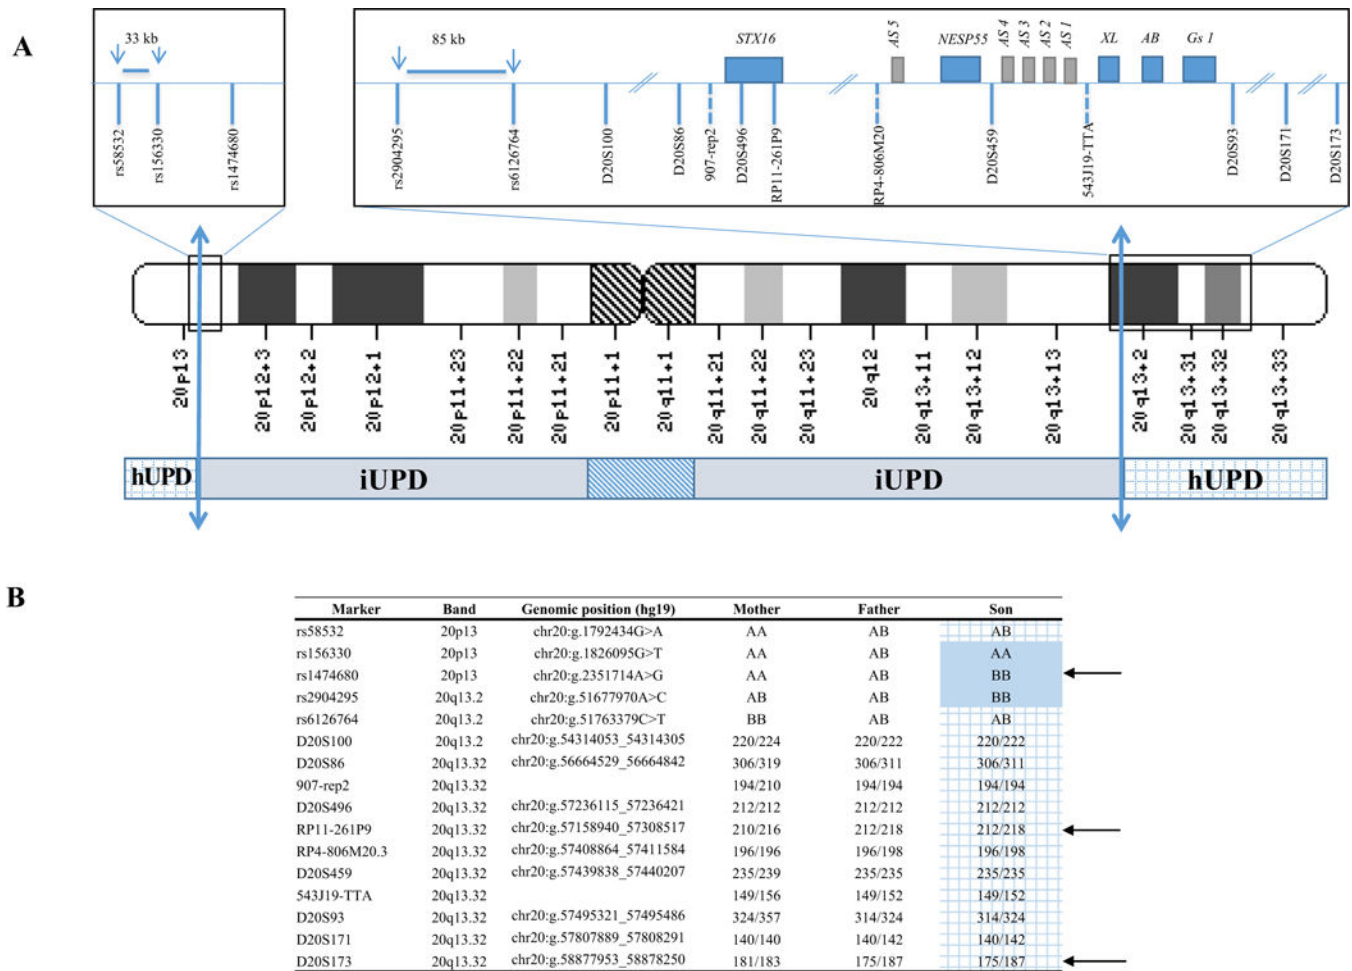 A
33 kb
rs58532
rs156330
rs1474680
85 kb
STX16
AS 5
NESP55
AS 4
AS 3
AS 2
AS 1
XL
AB
Gs 1
rs2904295
rs6126764
D20S100
D20S86
907-rep2
D20S496
RP11-261P9
RP4-806M20
D20S459
543J19-TTA
D20S93
D20S171
D20S173
20p13
20p12+3
20p12+2
20p12+1
20p11+23
20p11+22
20p11+21
20p11+1
20q11+1
20q11+21
20q11+22
20q11+23
20q12
20q13+11
20q13+12
20q13+13
20q13+2
20q13+31
20q13+32
20q13+33
hUPD
iUPD
iUPD
hUPD
B
Marker Band Genomic position (hg19) Mother Father Son
rs58532 20p13 chr20:g.1792434G>A AA AB AB
rs156330 20p13 chr20:g.1826095G>T AA AB AA
rs1474680 20p13 chr20:g.2351714A>G AA AB BB
rs2904295 20q13.2 chr20:g.51677970A>C AB AB BB
rs6126764 20q13.2 chr20:g.51763379C>T BB AB AB
D20S100 20q13.2 chr20:g.54314053_54314305 220/224 220/222 220/222
D20S86 20q13.32 chr20:g.56664529_56664842 306/319 306/311 306/311
907-rep2 20q13.32 194/210 194/194 194/194
D20S496 20q13.32 chr20:g.57236115_57236421 212/212 212/212 212/212
RP11-261P9 20q13.32 chr20:g.57158940_57308517 210/216 212/218 212/218
RP4-806M20.3 20q13.32 chr20:g.57408864_57411584 196/196 196/198 196/198
D20S459 20q13.32 chr20:g.57439838_57440207 235/239 235/235 235/235
543J19-TTA 20q13.32 149/156 149/152 149/152
D20S93 20q13.32 chr20:g.57495321_57495486 324/357 314/324 314/324
D20S171 20q13.32 chr20:g.57807889_57808291 140/140 140/142 140/142
D20S173 20q13.32 chr20:g.58877953_58878250 181/183 175/187 175/187